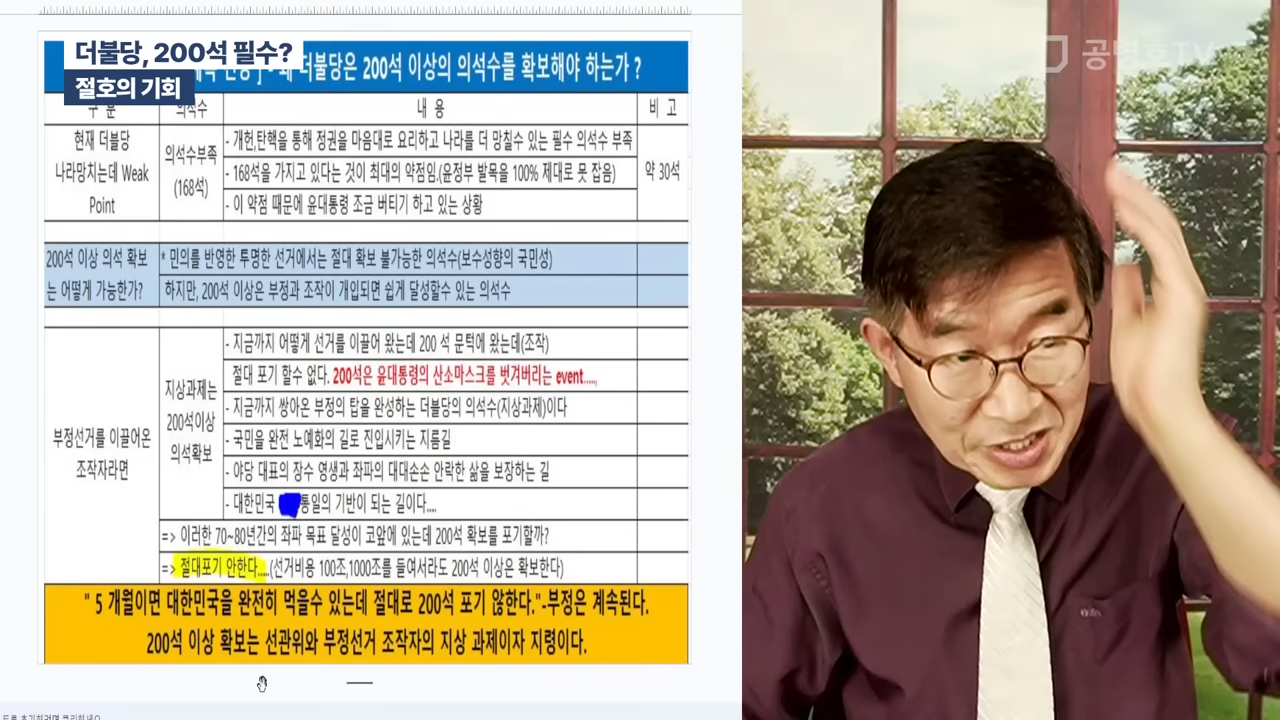 더불당, 200석 필수?
절호의 기회
더불당은 200석 이상의 의석수를 확보해야 하는가 ?
공병호TV
구 분
의석수
내 용
비 고
현재 더불당
나라망치는데 Weak
Point
의석수부족
(168석)
- 개헌,탄핵을 통해 정권을 마음대로 요리하고 나라를 더 망칠수 있는 필수 의석수 부족
- 168석을 가지고 있다는 것이 최대의 약점임.(윤정부 발목을 100% 제대로 못 잡음)
- 이 약점 때문에 윤대통령 조금 버티기 하고 있는 상황
약 30석
200석 이상 의석 확보
는 어떻게 가능한가?
* 민의를 반영한 투명한 선거에서는 절대 확보 불가능한 의석수(보수성향의 국민성)
하지만, 200석 이상은 부정과 조작이 개입되면 쉽게 달성할수 있는 의석수
부정선거를 이끌어온
조작자라면
지상과제는
200석이상
의석확보
- 지금까지 어떻게 선거를 이끌어 왔는데 200 석 문턱에 왔는데(조작)
절대 포기 할수 없다. 200석은 윤대통령의 산소마스크를 벗겨버리는 event.....,
- 지금까지 쌓아온 부정의 탑을 완성하는 더불당의 의석수(지상과제)이다
- 국민을 완전 노예화의 길로 진입시키는 지름길
- 야당 대표의 장수 영생과 좌파의 대대손손 안락한 삶을 보장하는 길
- 대한민국 통일의 기반이 되는 길이다....
=> 이러한 70~80년간의 좌파 목표 달성이 코앞에 있는데 200석 확보를 포기할까?
=> 절대포기 안한다.....(선거비용 100조,1000조를 들여서라도 200석 이상은 확보한다)
" 5 개월이면 대한민국을 완전히 먹을수 있는데 절대로 200석 포기 않한다."-부정은 계속된다.
200석 이상 확보는 선관위와 부정선거 조작자의 지상 과제이자 지령이다.